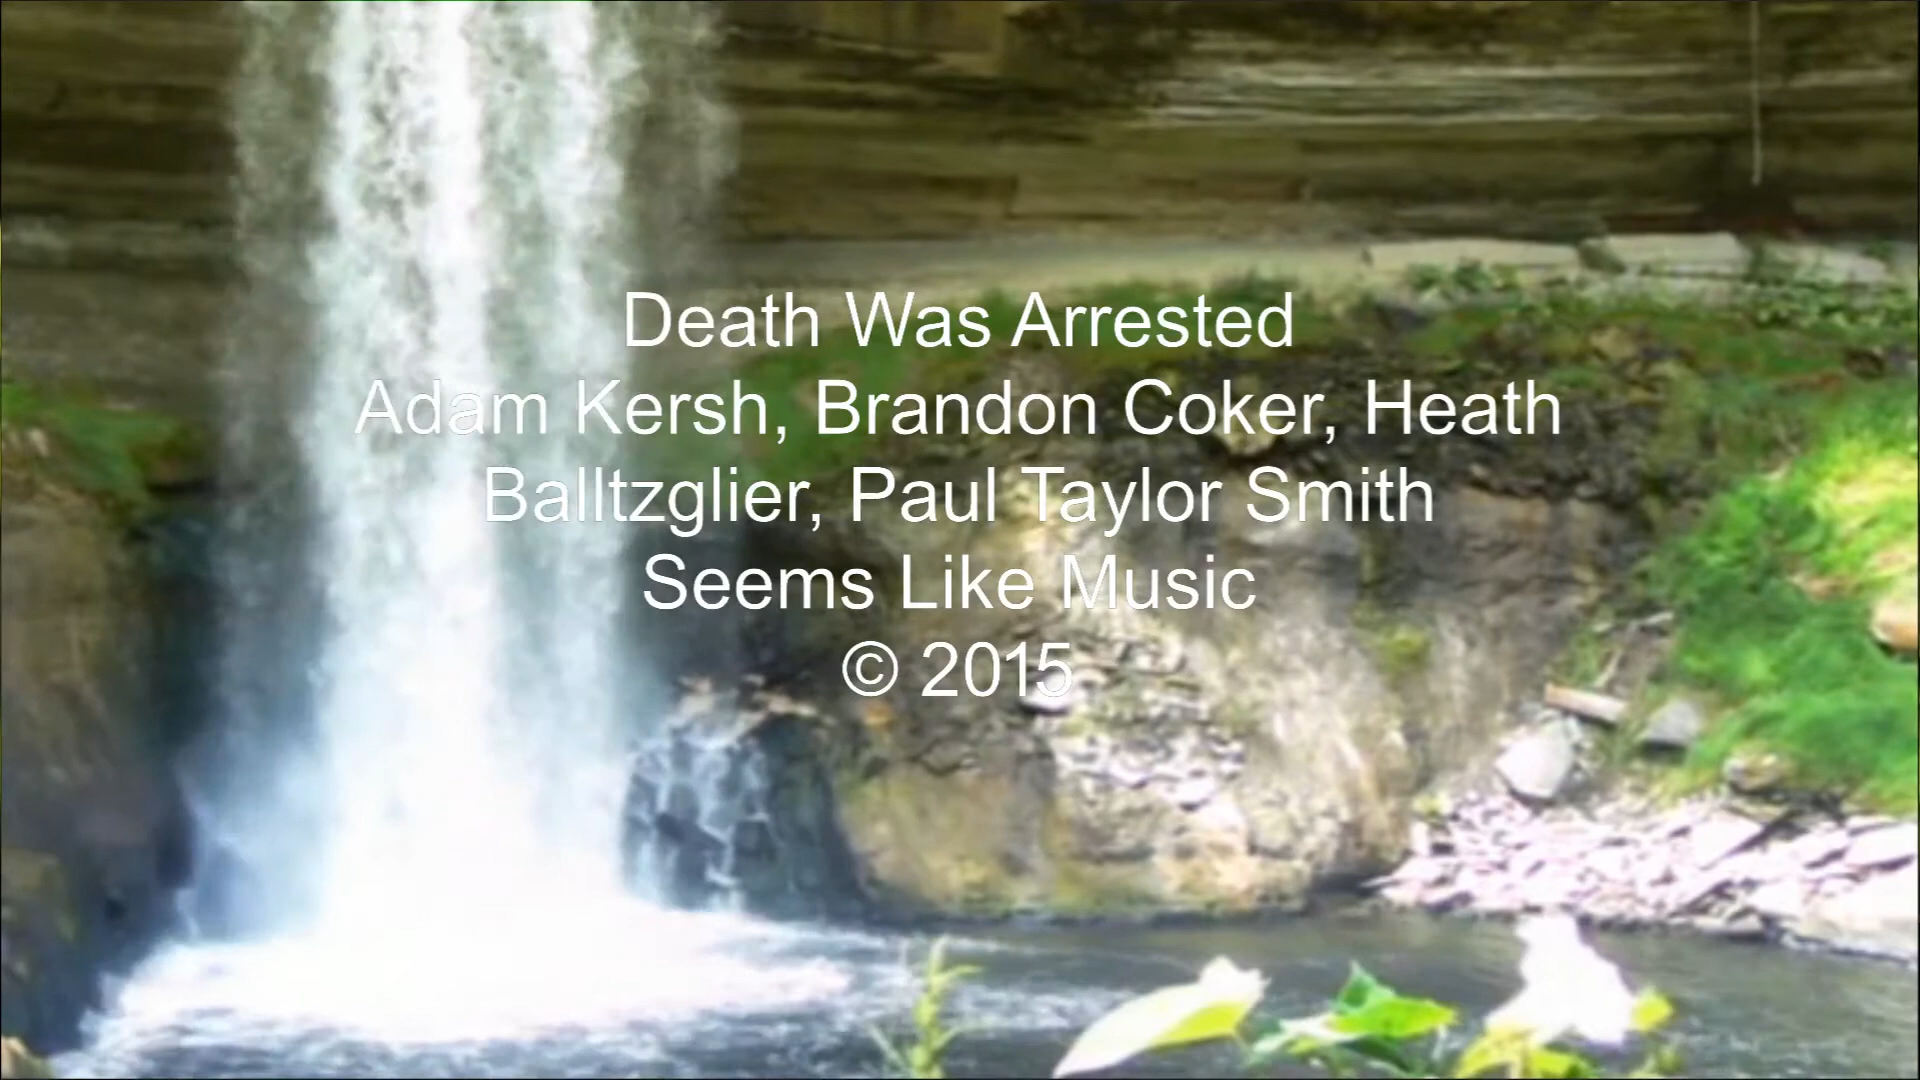 Death Was Arrested
Adam Kersh, Brandon Coker, Heath
Balltzglier, Paul Taylor Smith
Seems Like Music
© 2015